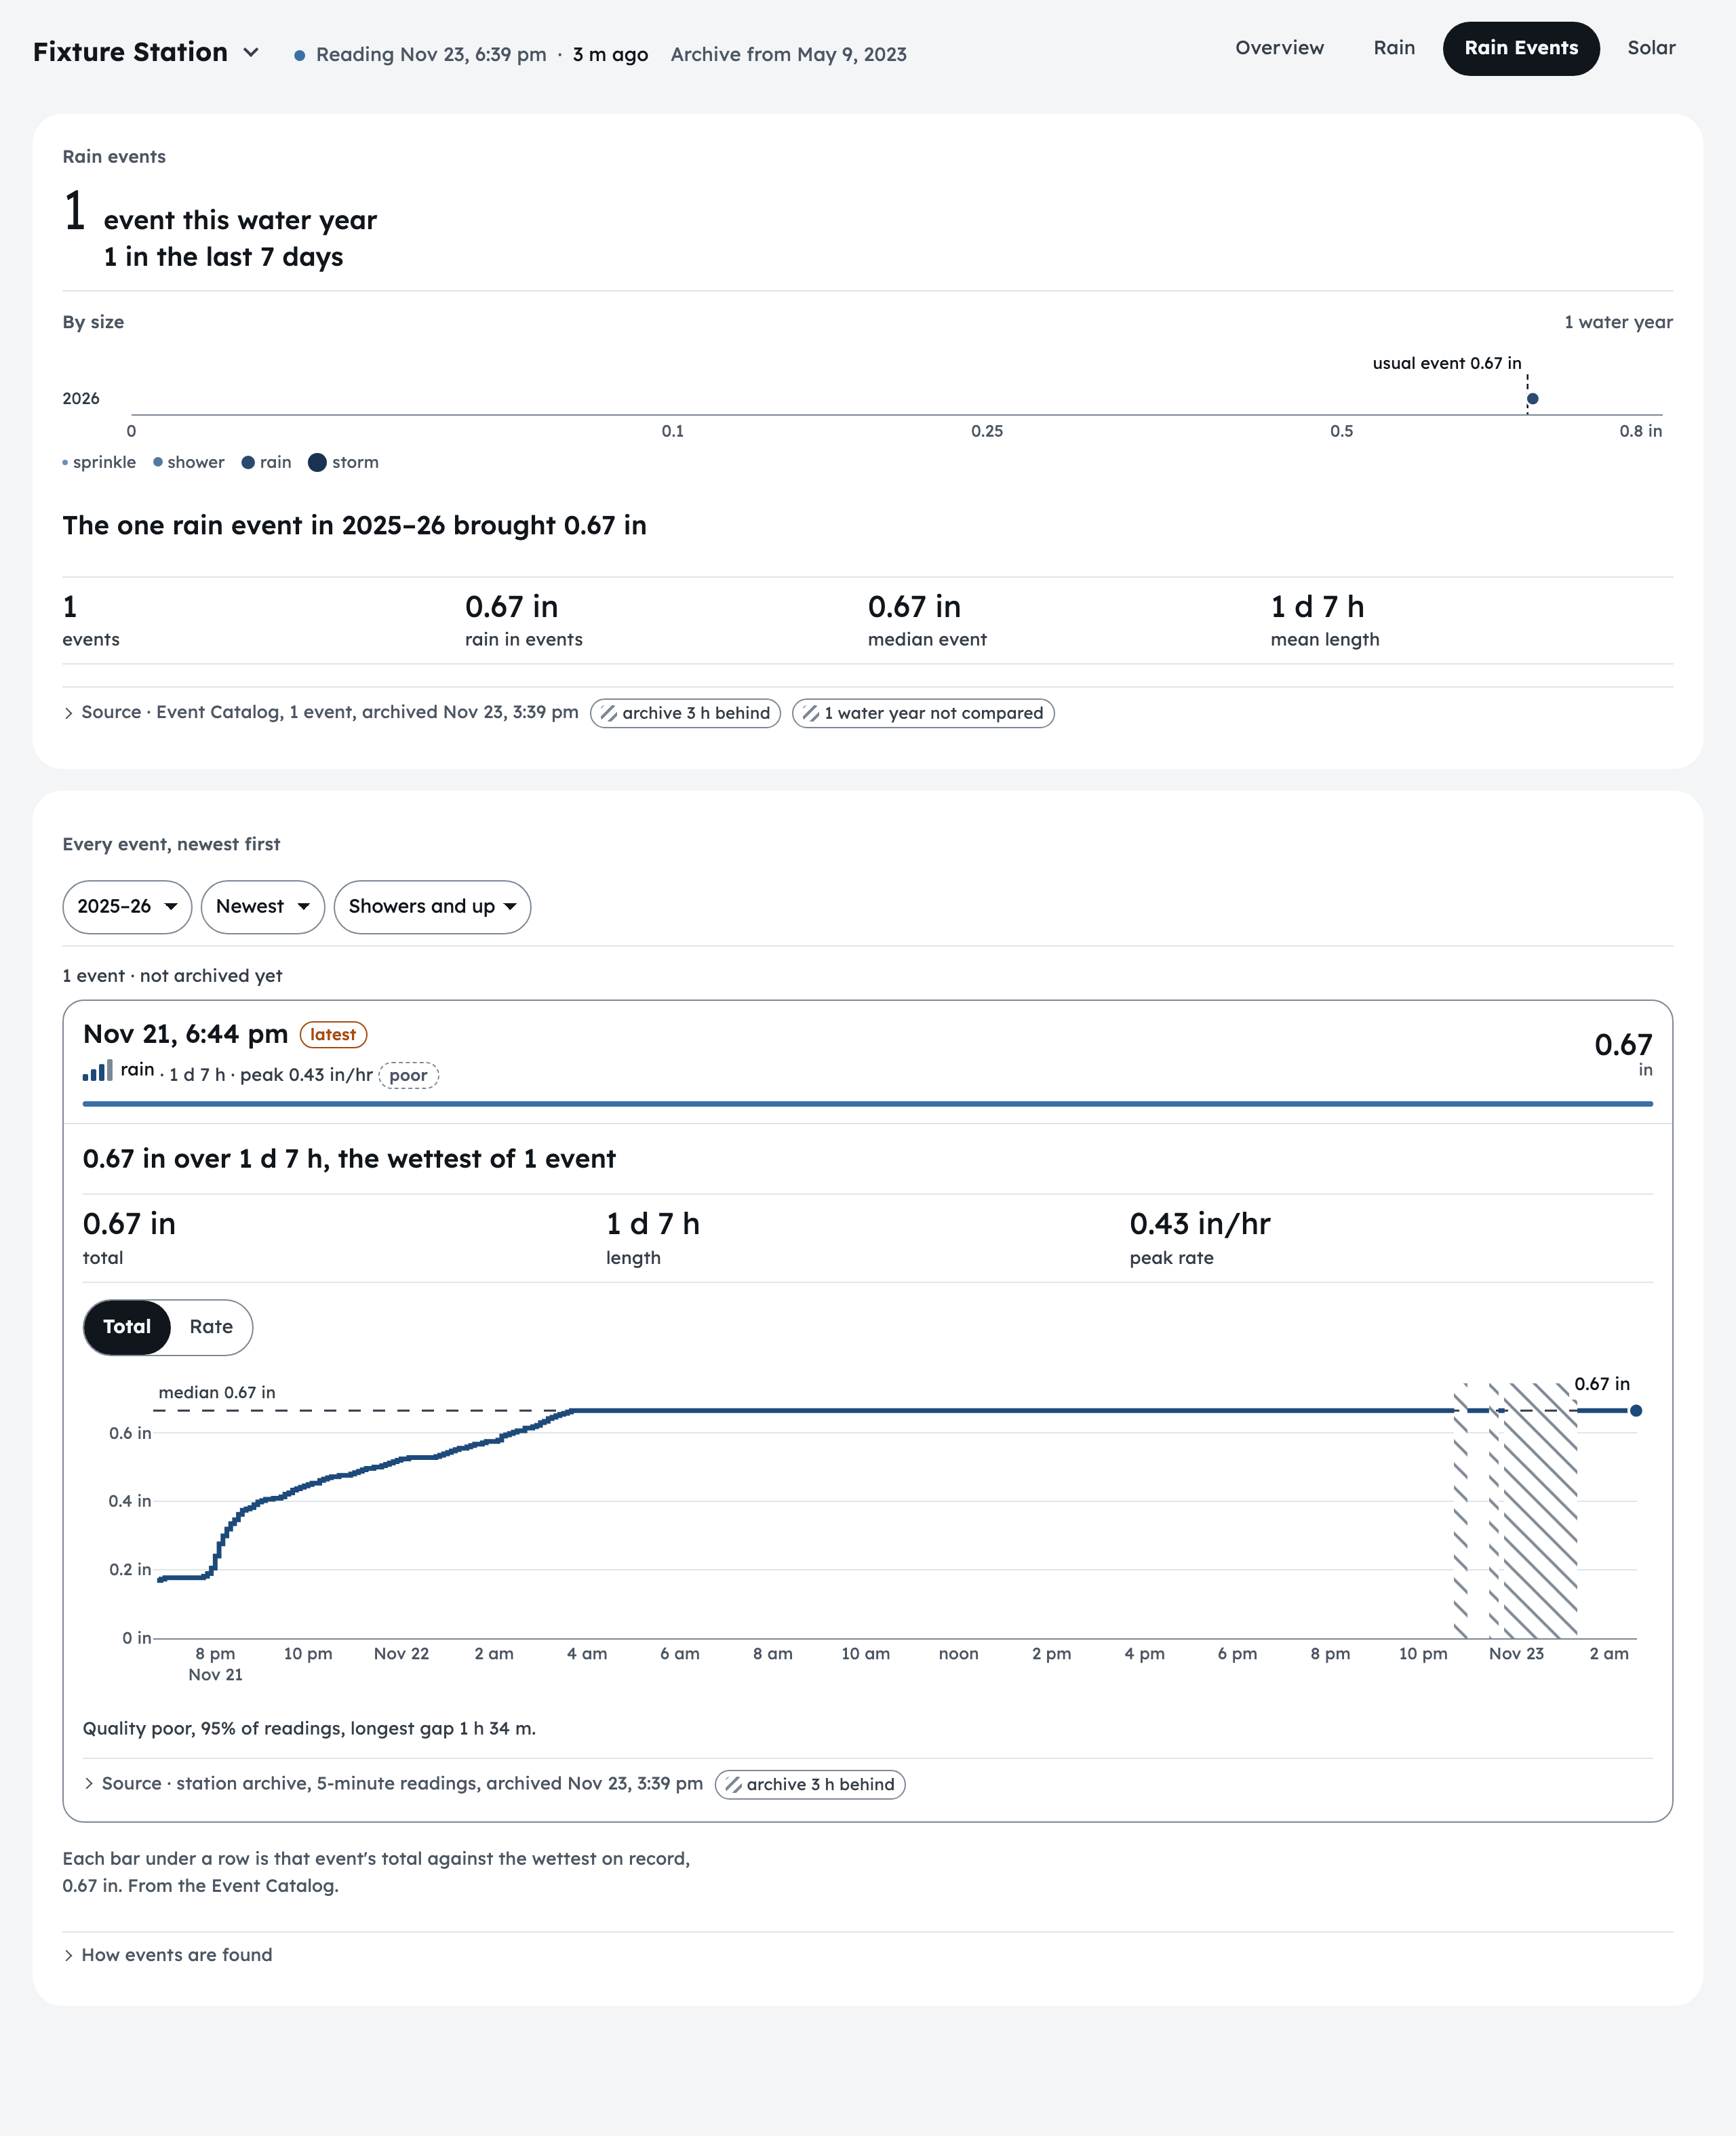 Fixture Station
Reading Nov 23, 6:39 pm · 3 m ago Archive from May 9, 2023
Overview Rain Rain Events Solar
Rain events
1 event this water year
1 in the last 7 days
By size 1 water year
usual event 0.67 in
2026
0 0.1 0.25 0.5 0.8 in
sprinkle shower rain storm
The one rain event in 2025–26 brought 0.67 in
1 0.67 in 0.67 in 1 d 7 h
events rain in events median event mean length
Source · Event Catalog, 1 event, archived Nov 23, 3:39 pm archive 3 h behind 1 water year not compared
Every event, newest first
2025–26 Newest Showers and up
1 event · not archived yet
Nov 21, 6:44 pm latest
0.67
in
rain · 1 d 7 h · peak 0.43 in/hr poor
0.67 in over 1 d 7 h, the wettest of 1 event
0.67 in 1 d 7 h 0.43 in/hr
total length peak rate
Total Rate
median 0.67 in 0.67 in
0.6 in
0.4 in
0.2 in
0 in
8 pm 10 pm Nov 22 2 am 4 am 6 am 8 am 10 am noon 2 pm 4 pm 6 pm 8 pm 10 pm Nov 23 2 am
Nov 21
Quality poor, 95% of readings, longest gap 1 h 34 m.
Source · station archive, 5-minute readings, archived Nov 23, 3:39 pm archive 3 h behind
Each bar under a row is that event's total against the wettest on record,
0.67 in. From the Event Catalog.
How events are found